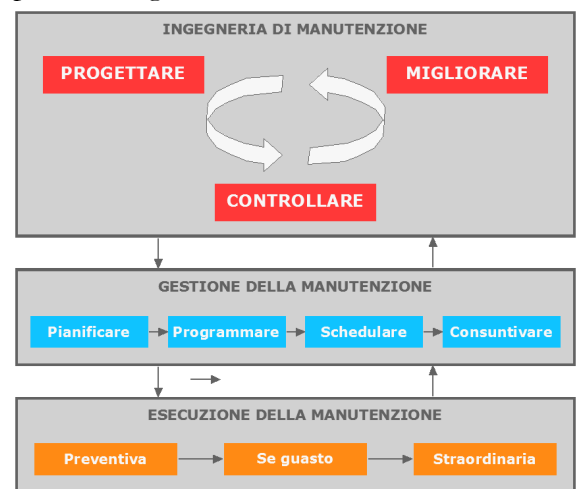 INGEGNERIA DI MANUTENZIONE
PROGETTARE
MIGLIORARE
CONTROLLARE
GESTIONE DELLA MANUTENZIONE
Pianificare
Programmare
Schedulare
Consuntivare
ESECUZIONE DELLA MANUTENZIONE
Preventiva
Se guasto
Straordinaria